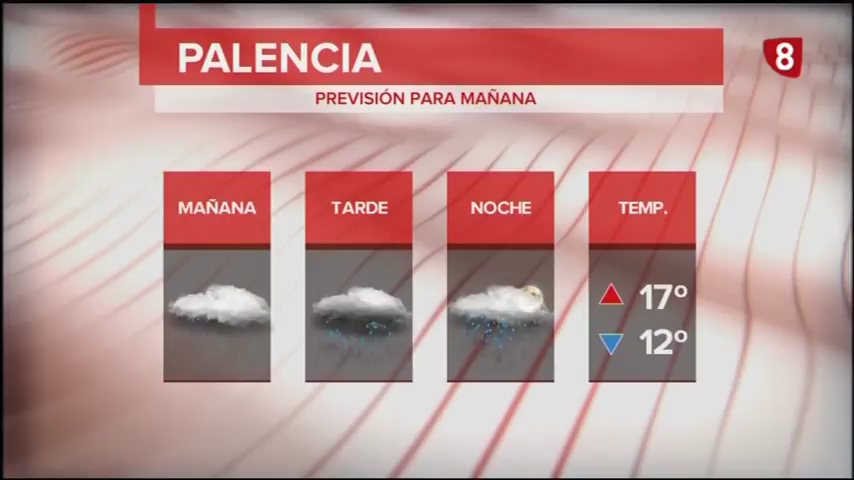 PALENCIA
8
PREVISIÓN PARA MAÑANA
MAÑANA
TARDE
NOCHE
TEMP.
17º
12º